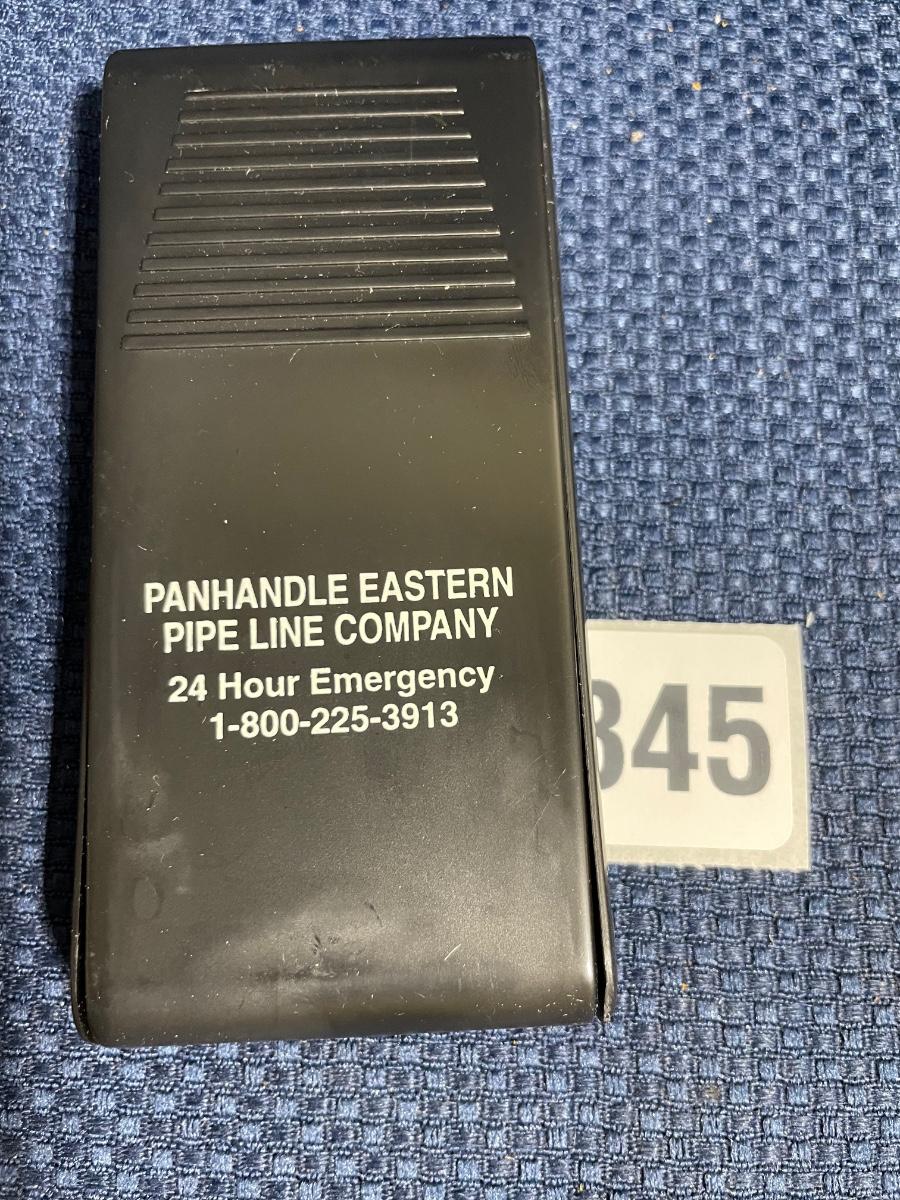 PANHANDLE EASTERN
PIPE LINE COMPANY
24 Hour Emergency
1-800-225-3913
345